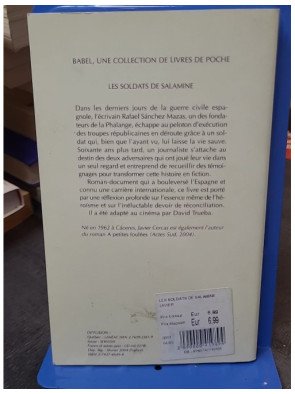 BABEL, UNE COLLECTION DE LIVRES DE POCHE
LES SOLDATS DE SALAMINE
Dans les derniers jours de la guerre civile espa-
gnole, l'écrivain Rafael Sánchez Mazas, un des fonda-
teurs de la Phalange, échappe au peloton d'exécution
des troupes républicaines en déroute grâce à un sol-
dat qui, bien que l'ayant vu, lui laisse la vie sauve.
Soixante ans plus tard, un journaliste s'attache au
destin des deux adversaires qui ont joué leur vie dans
un seul regard et entreprend de recueillir des témoi-
gnages pour transformer cette histoire en fiction.
Roman-document qui a bouleversé l'Espagne et
connu une carrière internationale, ce livre est porté
par une réflexion profonde sur l'essence même de l'hé-
roïsme et sur l'inéluctable devoir de réconciliation.
Il a été adapté au cinéma par David Trueba.
Né en 1962 à Cáceres, Javier Cercas est également l'auteur
du roman A petites foulées (Actes Sud, 2004).
LES SOLDATS DE SALAMINE
Eur
Prix Magasin Eur 6.99
DIFFUSION :